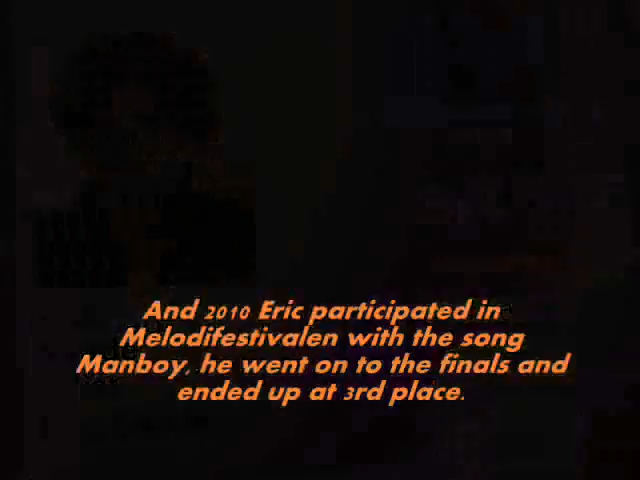 And 2010 Eric participated in
Melodifestivalen with the song
Manboy, he went on to the finals and
ended up at 3rd place.